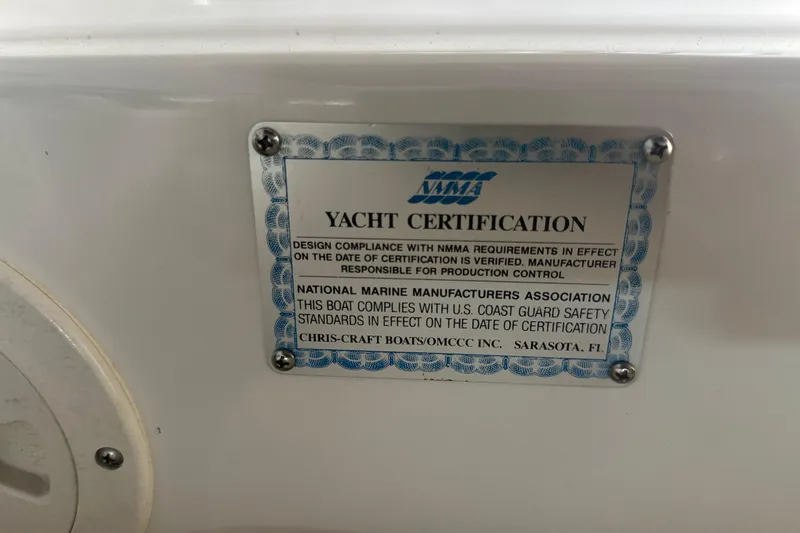 NMMA
YACHT CERTIFICATION
DESIGN COMPLIANCE WITH NMMA REQUIREMENTS IN EFFECT
ON THE DATE OF CERTIFICATION IS VERIFIED. MANUFACTURER
RESPONSIBLE FOR PRODUCTION CONTROL
NATIONAL MARINE MANUFACTURERS ASSOCIATION
THIS BOAT COMPLIES WITH U.S. COAST GUARD SAFETY
STANDARDS IN EFFECT ON THE DATE OF CERTIFICATION
CHRIS-CRAFT BOATS/OMCCC INC. SARASOTA, FL